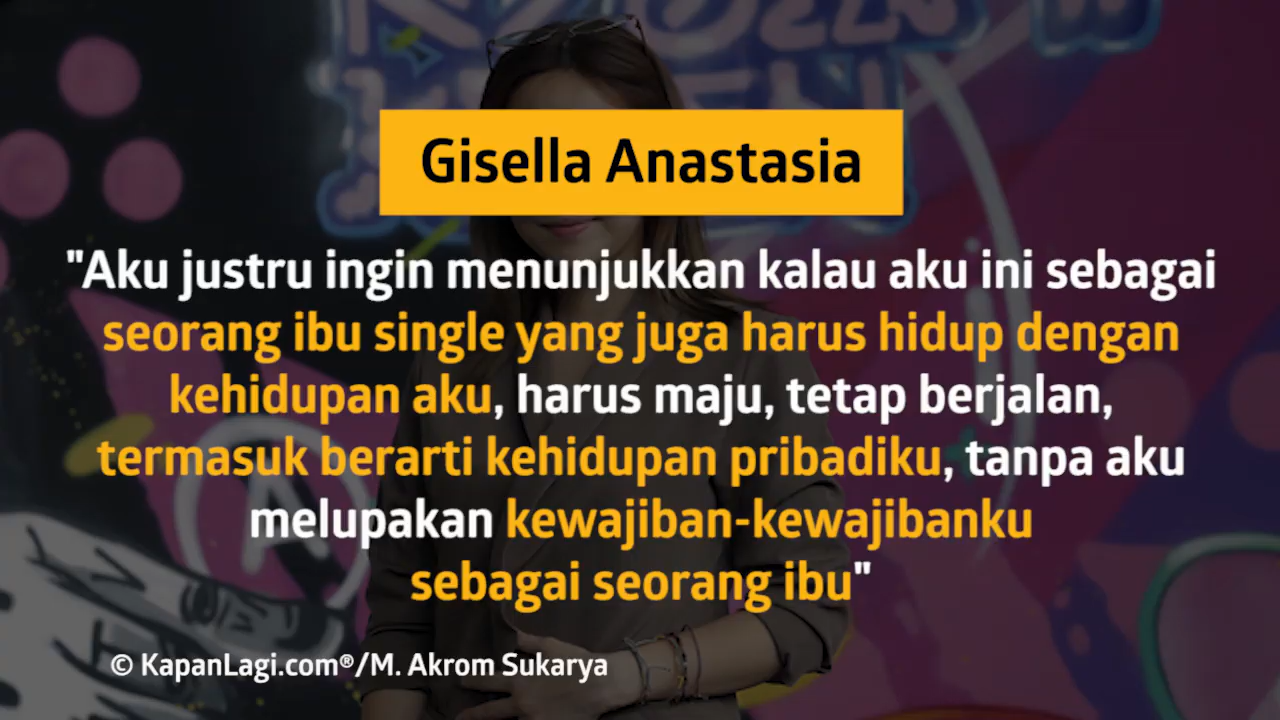 Gisella Anastasia
"Aku justru ingin menunjukkan kalau aku ini sebagai
seorang ibu single yang juga harus hidup dengan
kehidupan aku, harus maju, tetap berjalan,
termasuk berarti kehidupan pribadiku, tanpa aku
melupakan kewajiban-kewajibanku
sebagai seorang ibu"
© KapanLagi.com®/M. Akrom Sukarya